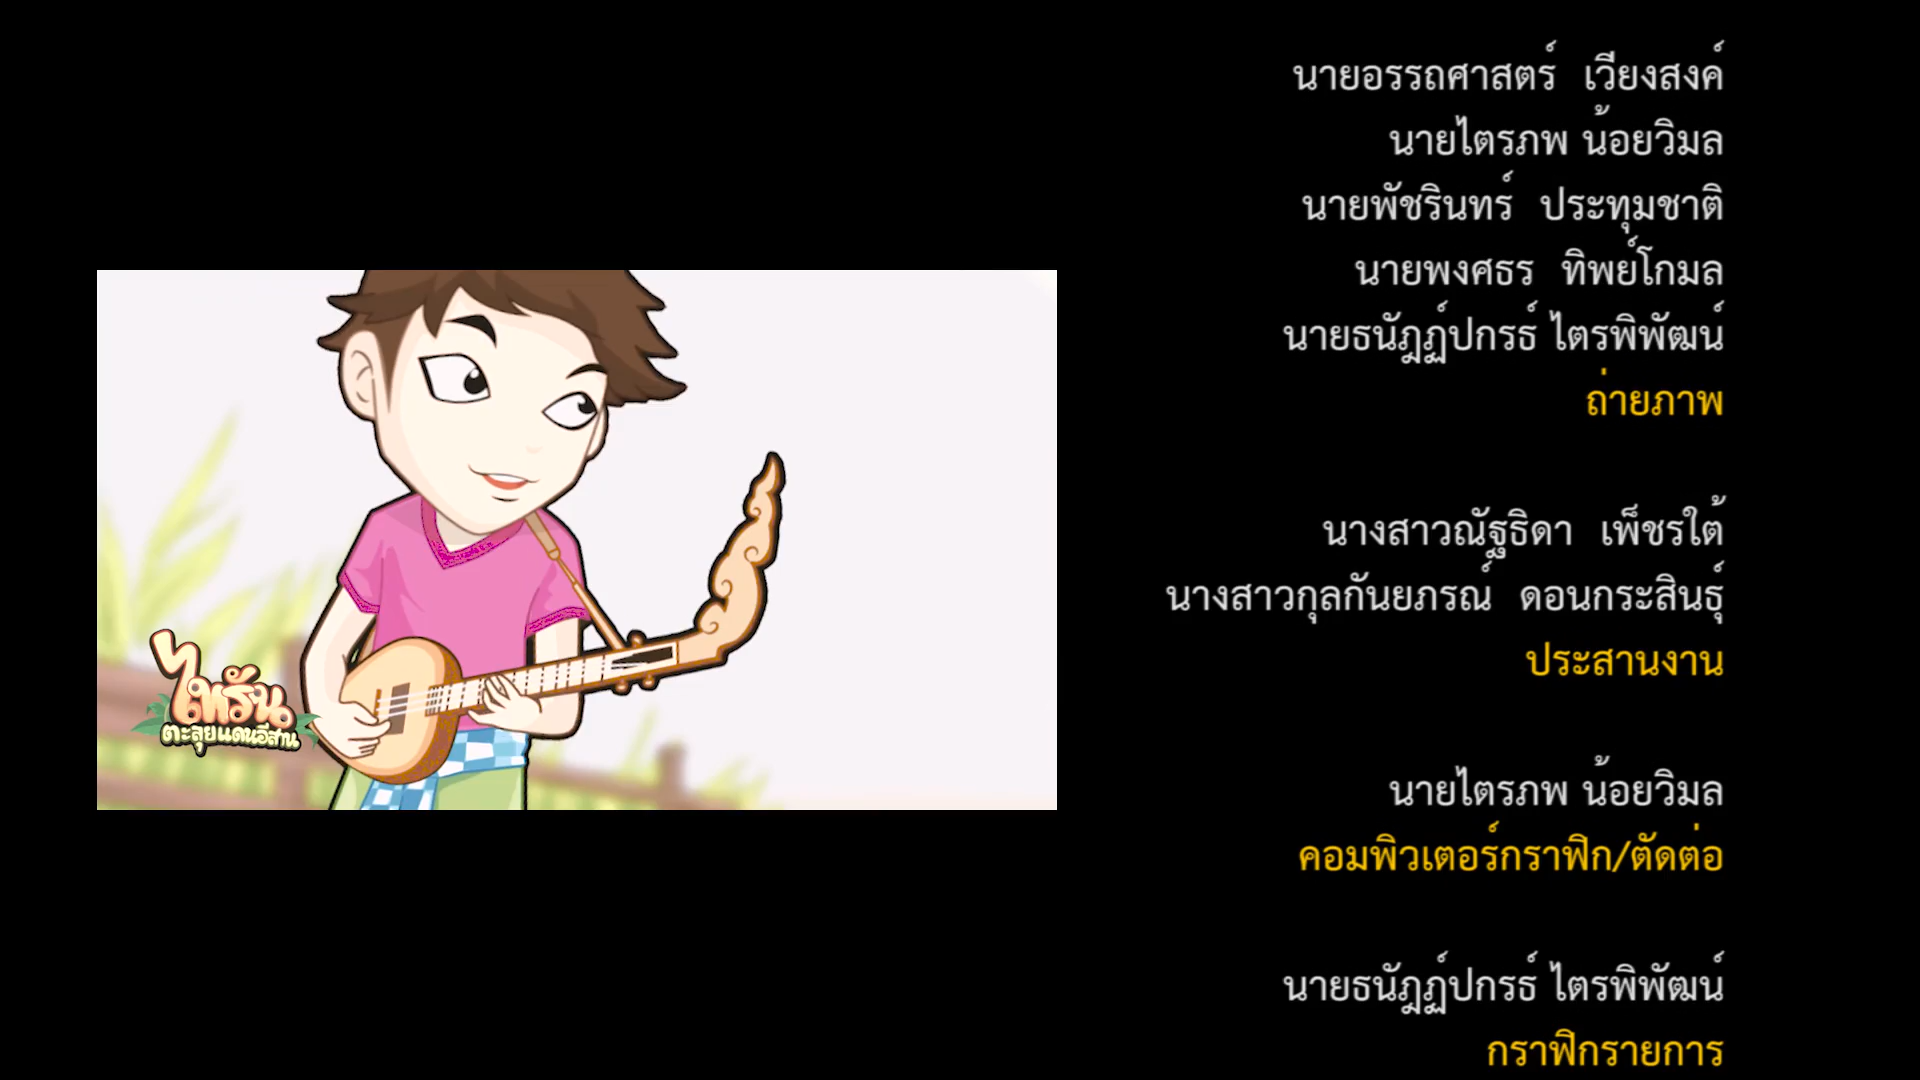 ไทรัน
ตะลุยแดนอีสาน
นายอรรถศาสตร์ เวียงสงค์
นายไตรภพ น้อยวิมล
นายพัชรินทร์ ประทุมชาติ
นายพงศธร ทิพย์โกมล
นายธนัฎฏ์ปกรธ์ ไตรพิพัฒน์
ถ่ายภาพ
นางสาวณัฐธิดา เพ็ชรใต้
นางสาวกุลกันยภรณ์ ดอนกระสินธุ์
ประสานงาน
นายไตรภพ น้อยวิมล
คอมพิวเตอร์กราฟิก/ตัดต่อ
นายธนัฎฏ์ปกรธ์ ไตรพิพัฒน์
กราฟิกรายการ